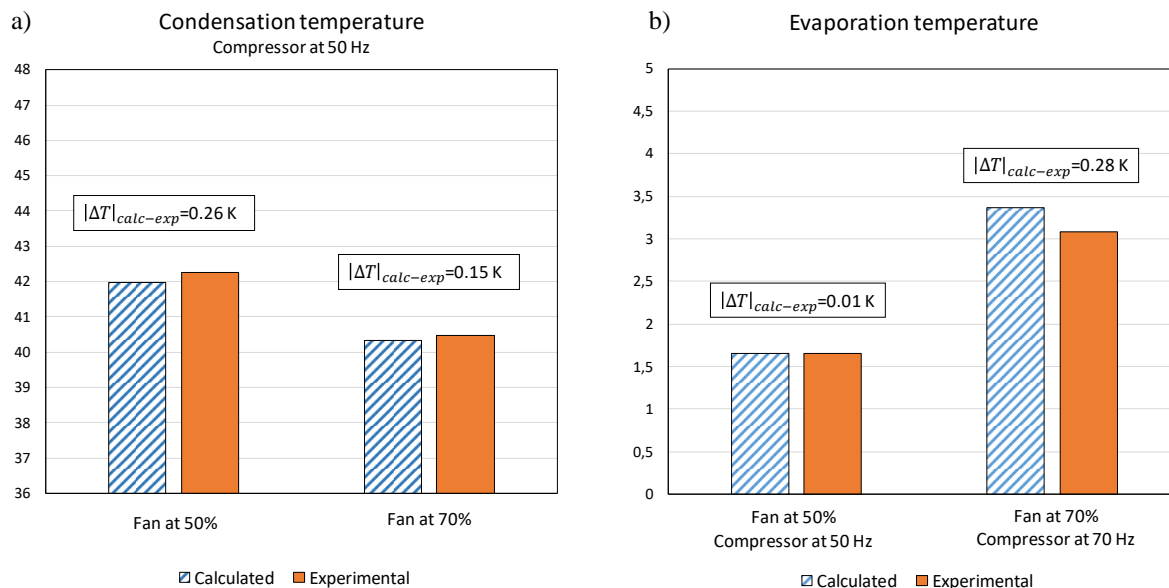 a)
Condensation temperature
Compressor at 50 Hz
48
47
46
45
44
43
42
41
40
39
38
37
36
|ΔT|calc−exp=0.26 K
|ΔT|calc−exp=0.15 K
Fan at 50%
Fan at 70%
Calculated Experimental
b)
Evaporation temperature
5
4,5
4
3,5
3
2,5
2
1,5
1
0,5
0
|ΔT|calc−exp=0.01 K
|ΔT|calc−exp=0.28 K
Fan at 50%
Compressor at 50 Hz
Fan at 70%
Compressor at 70 Hz
Calculated Experimental